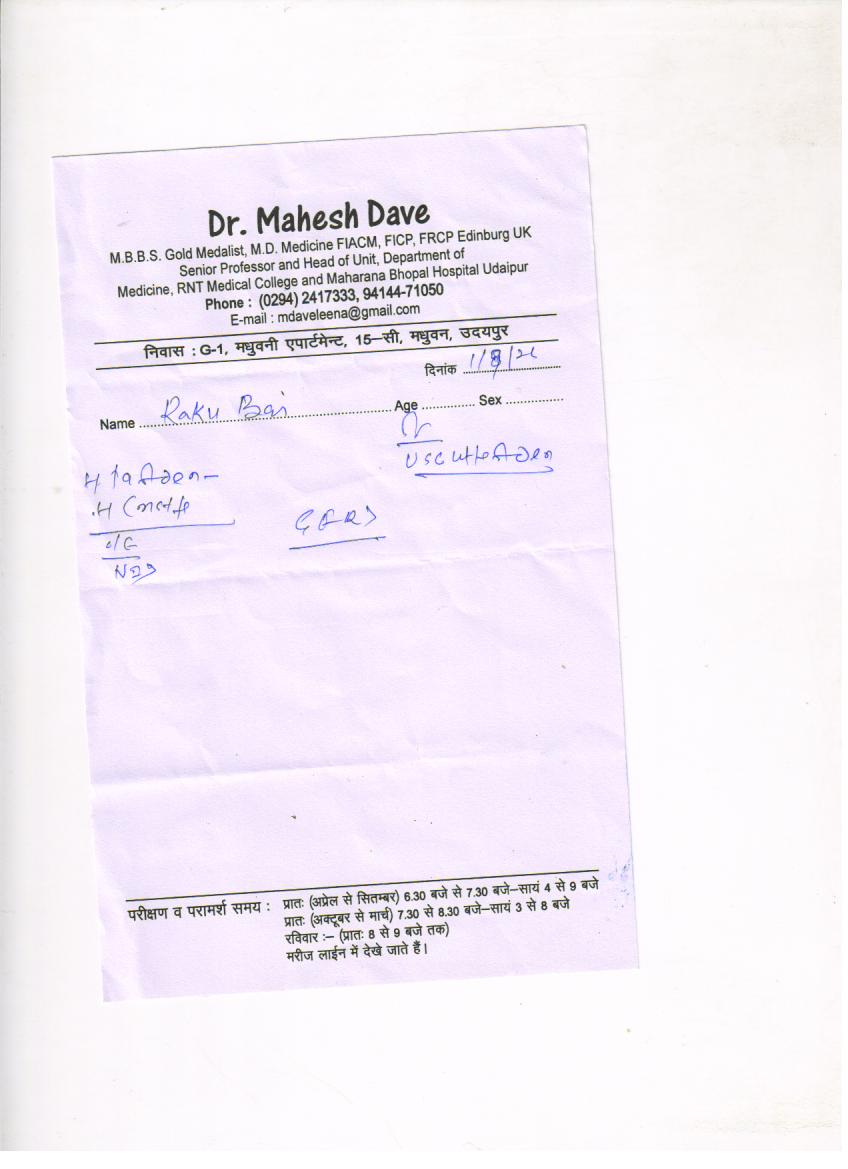 Dr. Mahesh Dave
M.B.B.S. Gold Medalist, M.D. Medicine FIACM, FICP, FRCP Edinburg UK
Senior Professor and Head of Unit, Department of
Medicine, RNT Medical College and Maharana Bhopal Hospital Udaipur
Phone : (0294) 2417333, 94144-71050
E-mail : mdaveleena@gmail.com
निवास : G-1, मधुवनी एपार्टमेन्ट, 15–सी, मधुवन, उदयपुर
दिनांक
Name Raku Bai Age Sex
USC
GERD
O/E
परीक्षण व परामर्श समय : प्रातः (अप्रेल से सितम्बर) 6.30 बजे से 7.30 बजे–सायं 4 से 9 बजे
प्रातः (अक्टूबर से मार्च) 7.30 से 8.30 बजे–सायं 3 से 8 बजे
रविवार :– (प्रातः 8 से 9 बजे तक)
मरीज लाईन में देखे जाते हैं।